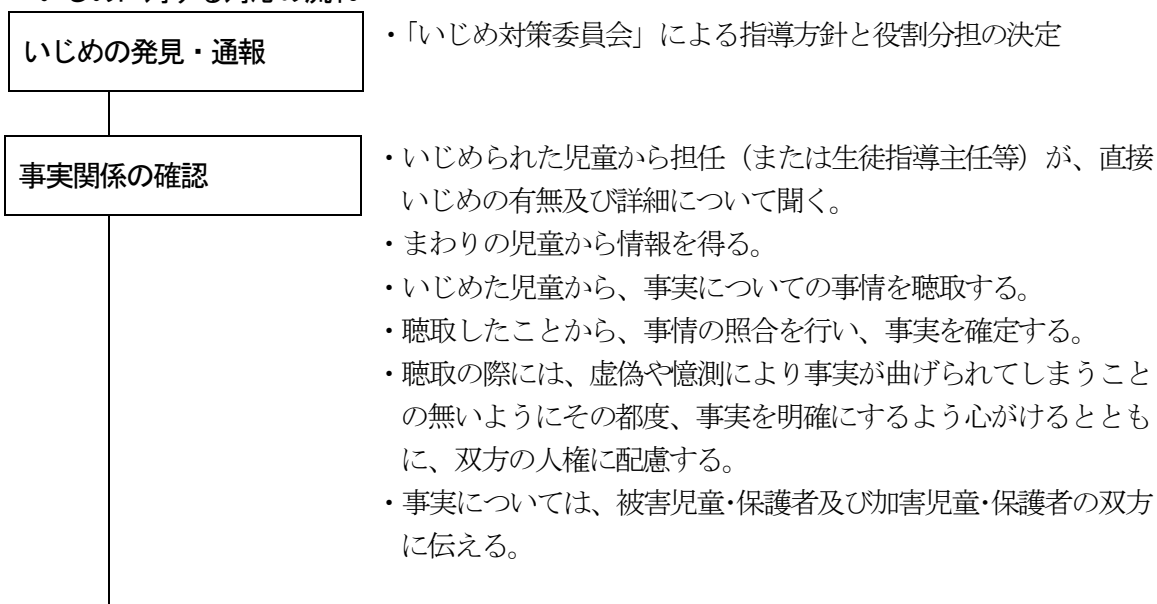 いじめの発見・通報
・「いじめ対策委員会」による指導方針と役割分担の決定
事実関係の確認
・いじめられた児童から担任（または生徒指導主任等）が、直接
いじめの有無及び詳細について聞く。
・まわりの児童から情報を得る。
・いじめた児童から、事実についての事情を聴取する。
・聴取したことから、事情の照合を行い、事実を確定する。
・聴取の際には、虚偽や憶測により事実が曲げられてしまうこと
の無いようにその都度、事実を明確にするよう心がけるととも
に、双方の人権に配慮する。
・事実については、被害児童・保護者及び加害児童・保護者の双方
に伝える。